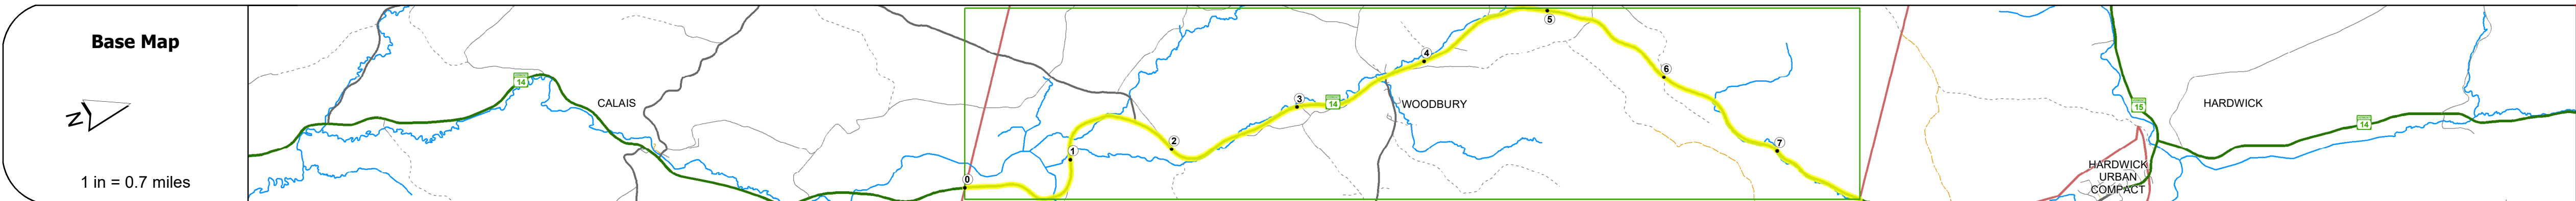 Base Map
N
1 in = 0.7 miles
14
CALAIS
0
1
2
3
14
4
WOODBURY
5
6
7
15
HARDWICK
14
HARDWICK
URBAN
COMPACT